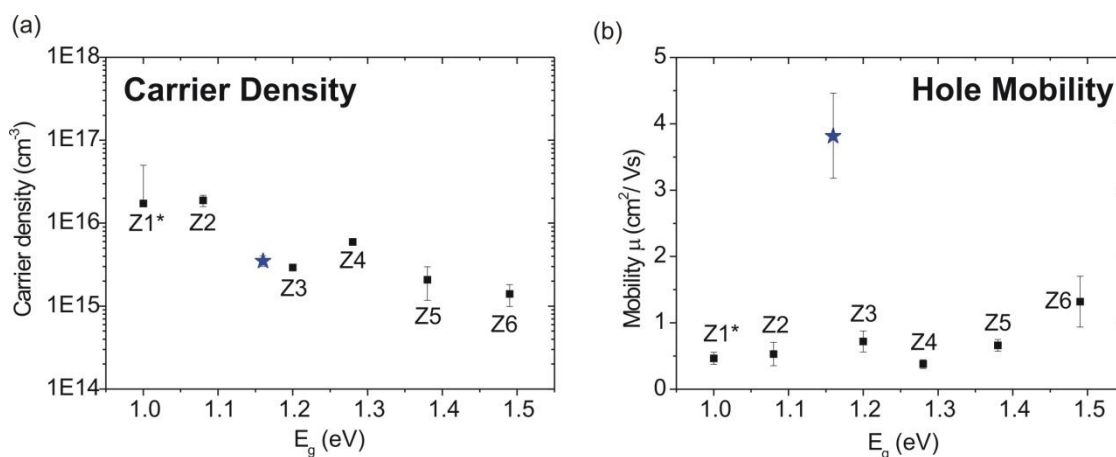 (a)
Carrier Density
Carrier density (cm⁻³)
1E18
1E17
1E16
1E15
1E14
Z1*
Z2
Z3
Z4
Z5
Z6
1.0 1.1 1.2 1.3 1.4 1.5
E_g (eV)
(b)
Hole Mobility
Mobility μ (cm²/ Vs)
5
4
3
2
1
0
Z1*
Z2
Z3
Z4
Z5
Z6
1.0 1.1 1.2 1.3 1.4 1.5
E_g (eV)